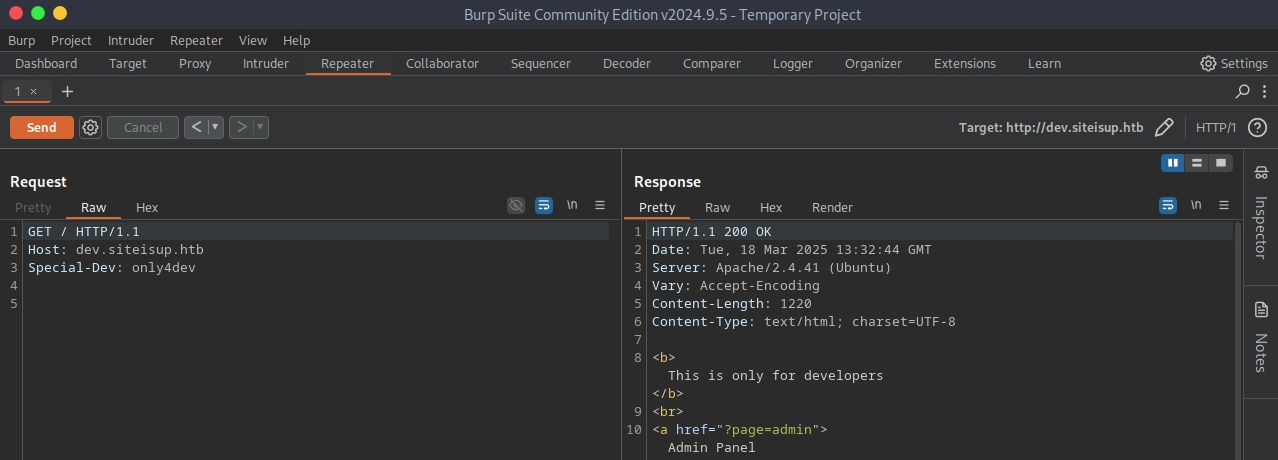 Burp Suite Community Edition v2024.9.5 - Temporary Project
Burp Project Intruder Repeater View Help
Dashboard Target Proxy Intruder Repeater Collaborator Sequencer Decoder Comparer Logger Organizer Extensions Learn Settings
1 × +
Send Cancel < > Target: http://dev.siteisup.htb HTTP/1 ?
Request
Pretty Raw Hex \n
1 GET / HTTP/1.1
2 Host: dev.siteisup.htb
3 Special-Dev: only4dev
4
5
Response
Pretty Raw Hex Render \n
1 HTTP/1.1 200 OK
2 Date: Tue, 18 Mar 2025 13:32:44 GMT
3 Server: Apache/2.4.41 (Ubuntu)
4 Vary: Accept-Encoding
5 Content-Length: 1220
6 Content-Type: text/html; charset=UTF-8
7
8 <b>
This is only for developers
</b>
9 <br>
10 <a href="?page=admin">
Admin Panel
Inspector
Notes